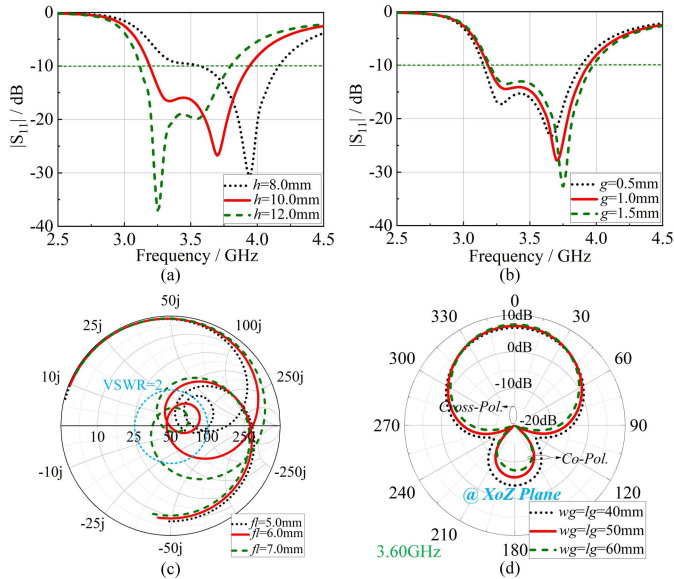 0
-10
-20
-30
-40
|S11| / dB
h=8.0mm
h=10.0mm
h=12.0mm
2.5 3.0 3.5 4.0 4.5
Frequency / GHz
(a)
0
-10
-20
-30
-40
|S11| / dB
g=0.5mm
g=1.0mm
g=1.5mm
2.5 3.0 3.5 4.0 4.5
Frequency / GHz
(b)
50j
25j 100j
10j 250j
VSWR=2
10 25 50 100 250
-10j -250j
-25j -100j
-50j
fl=5.0mm
fl=6.0mm
fl=7.0mm
(c)
0
330 30
10dB
300 0dB 60
-10dB
Cross-Pol.
270 -20dB 90
Co-Pol.
240 120
@ XoZ Plane
210
wg=lg=40mm
wg=lg=50mm
wg=lg=60mm
3.60GHz
180
(d)